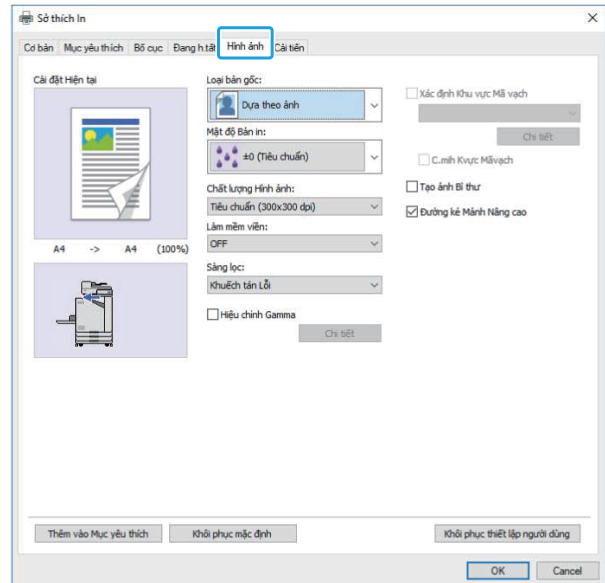 Sở thích In
Cơ bản Mục yêu thích Bố cục Đang h.tất Hình ảnh Cải tiến
Cài đặt Hiện tại
A4 -> A4 (100%)
Loại bản gốc:
Dựa theo ảnh
Mật độ Bản in:
±0 (Tiêu chuẩn)
Chất lượng Hình ảnh:
Tiêu chuẩn (300x300 dpi)
Làm mềm viền:
OFF
Sàng lọc:
Khuếch tán Lỗi
Hiệu chỉnh Gamma
Chi tiết
Xác định Khu vực Mã vạch
Chi tiết
C.mih Kvực Mãvạch
Tạo ảnh Bì thư
Đường kẻ Mảnh Nâng cao
Thêm vào Mục yêu thích Khôi phục mặc định Khôi phục thiết lập người dùng
OK Cancel